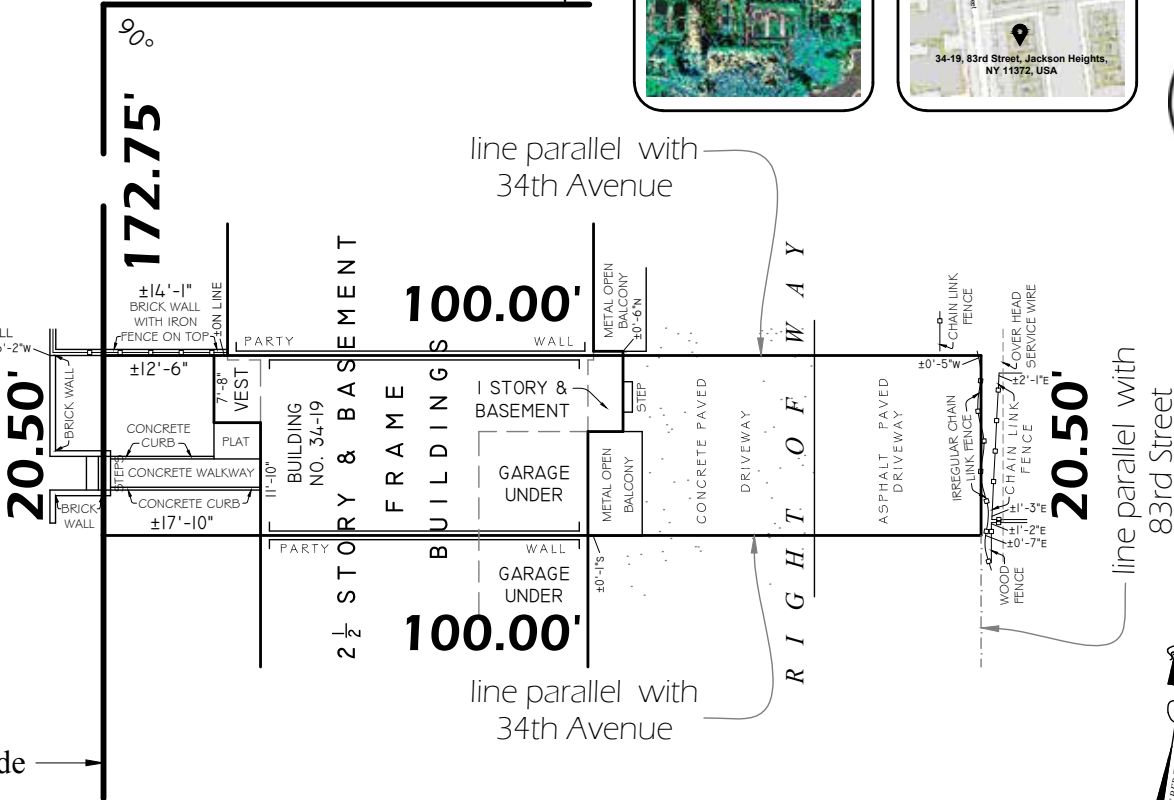 90°
34-19, 83rd Street, Jackson Heights,
NY 11372, USA
172.75'
line parallel with
34th Avenue
±14'-1"
BRICK WALL
WITH IRON
FENCE ON TOP
±ON LINE
±12'-6"
7'-8"
VEST
PLAT
20.50'
BRICK WALL
CONCRETE
CURB
STEPS
CONCRETE WALKWAY
CONCRETE CURB
±17'-10"
BRICK
WALL
11'-10"
BUILDING
NO. 34-19
2 1/2 STORY & BASEMENT
FRAME
BUILDINGS
100.00'
PARTY WALL
1 STORY &
BASEMENT
GARAGE
UNDER
PARTY WALL
GARAGE
UNDER
100.00'
METAL OPEN
BALCONY
±0'-6"N
STEP
METAL OPEN
BALCONY
±0'-1"S
CONCRETE PAVED
DRIVEWAY
RIGHT OF WAY
ASPHALT PAVED
DRIVEWAY
CHAIN LINK
FENCE
±0'-5"W
IRREGULAR CHAIN
LINK FENCE
OVER HEAD
SERVICE WIRE
±2'-1"E
CHAIN LINK
FENCE
±1'-3"E
±1'-2"E
±0'-7"E
WOOD
FENCE
20.50'
line parallel with
83rd Street
line parallel with
34th Avenue